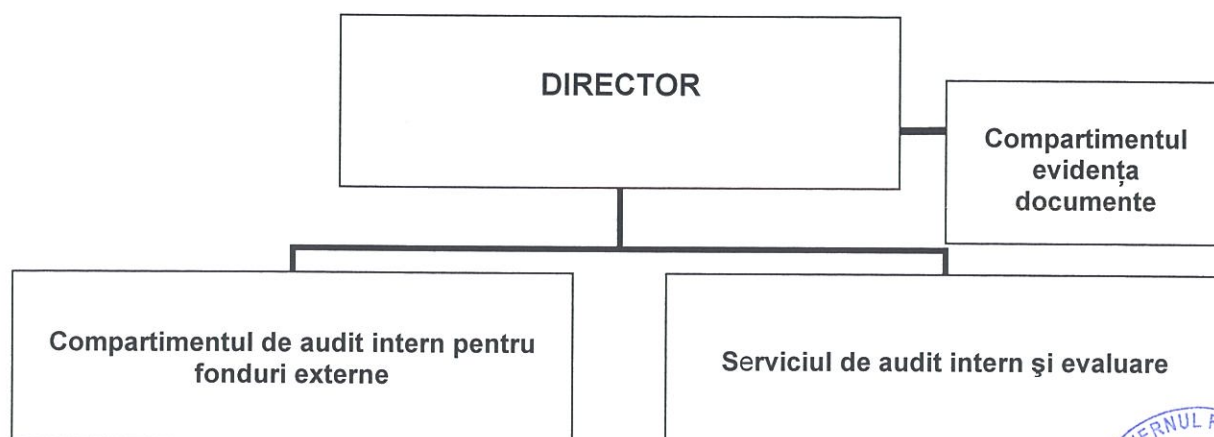 DIRECTOR
Compartimentul
evidența
documente
Compartimentul de audit intern pentru
fonduri externe
Serviciul de audit intern şi evaluare